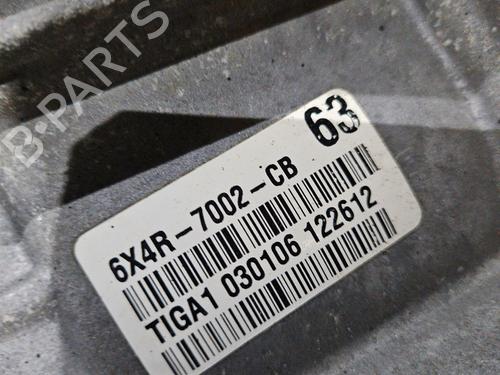 B-PARTS
63
6X4R-7002-CB
TIGA1 030106 122612